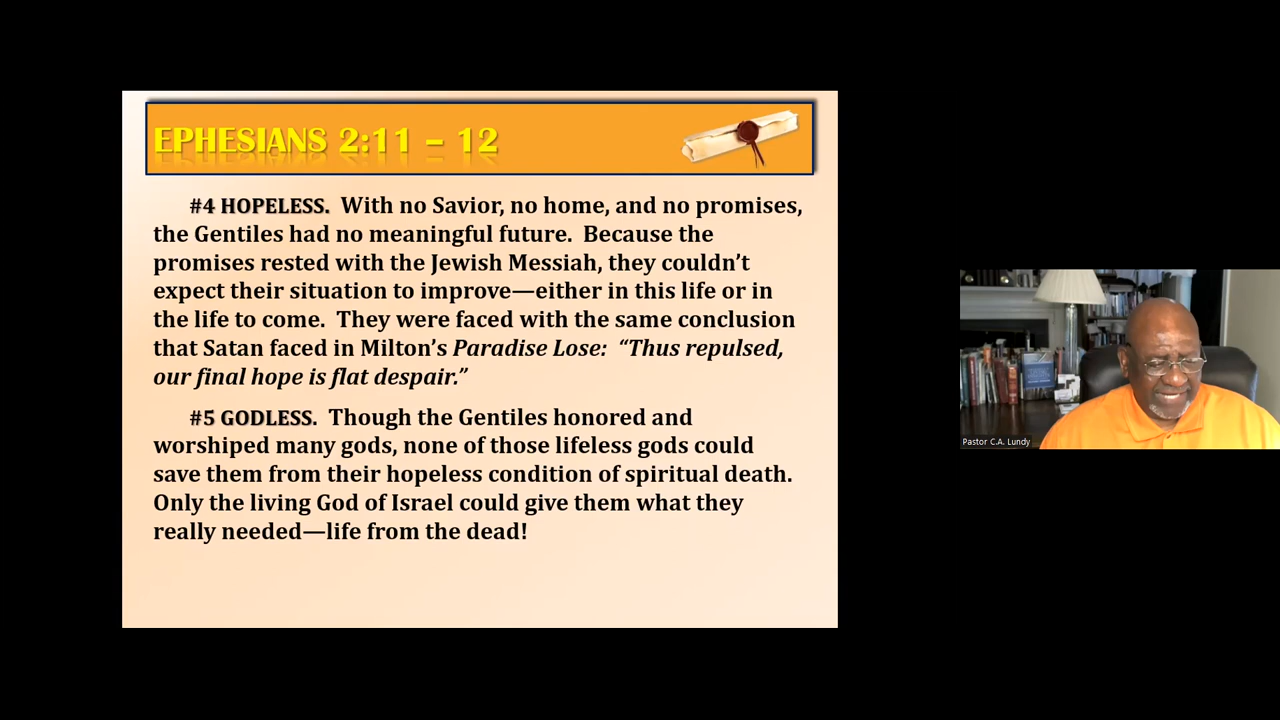 EPHESIANS 2:11 – 12
#4 HOPELESS.  With no Savior, no home, and no promises,
the Gentiles had no meaningful future.  Because the
promises rested with the Jewish Messiah, they couldn’t
expect their situation to improve—either in this life or in
the life to come.  They were faced with the same conclusion
that Satan faced in Milton’s Paradise Lose:  “Thus repulsed,
our final hope is flat despair.”
#5 GODLESS.  Though the Gentiles honored and
worshiped many gods, none of those lifeless gods could
save them from their hopeless condition of spiritual death.
Only the living God of Israel could give them what they
really needed—life from the dead!
Pastor C.A. Lundy